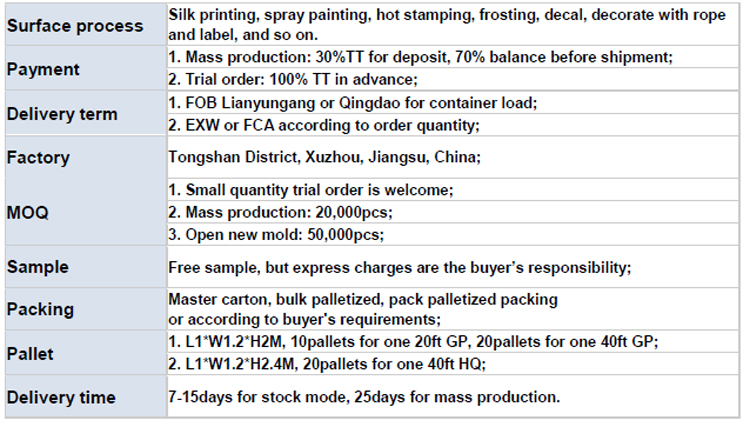 Surface process
Silk printing, spray painting, hot stamping, frosting, decal, decorate with rope
and label, and so on.
Payment
1. Mass production: 30%TT for deposit, 70% balance before shipment;
2. Trial order: 100% TT in advance;
Delivery term
1. FOB Lianyungang or Qingdao for container load;
2. EXW or FCA according to order quantity;
Factory
Tongshan District, Xuzhou, Jiangsu, China;
MOQ
1. Small quantity trial order is welcome;
2. Mass production: 20,000pcs;
3. Open new mold: 50,000pcs;
Sample
Free sample, but express charges are the buyer’s responsibility;
Packing
Master carton, bulk palletized, pack palletized packing
or according to buyer's requirements;
Pallet
1. L1*W1.2*H2M, 10pallets for one 20ft GP, 20pallets for one 40ft GP;
2. L1*W1.2*H2.4M, 20pallets for one 40ft HQ;
Delivery time
7-15days for stock mode, 25days for mass production.